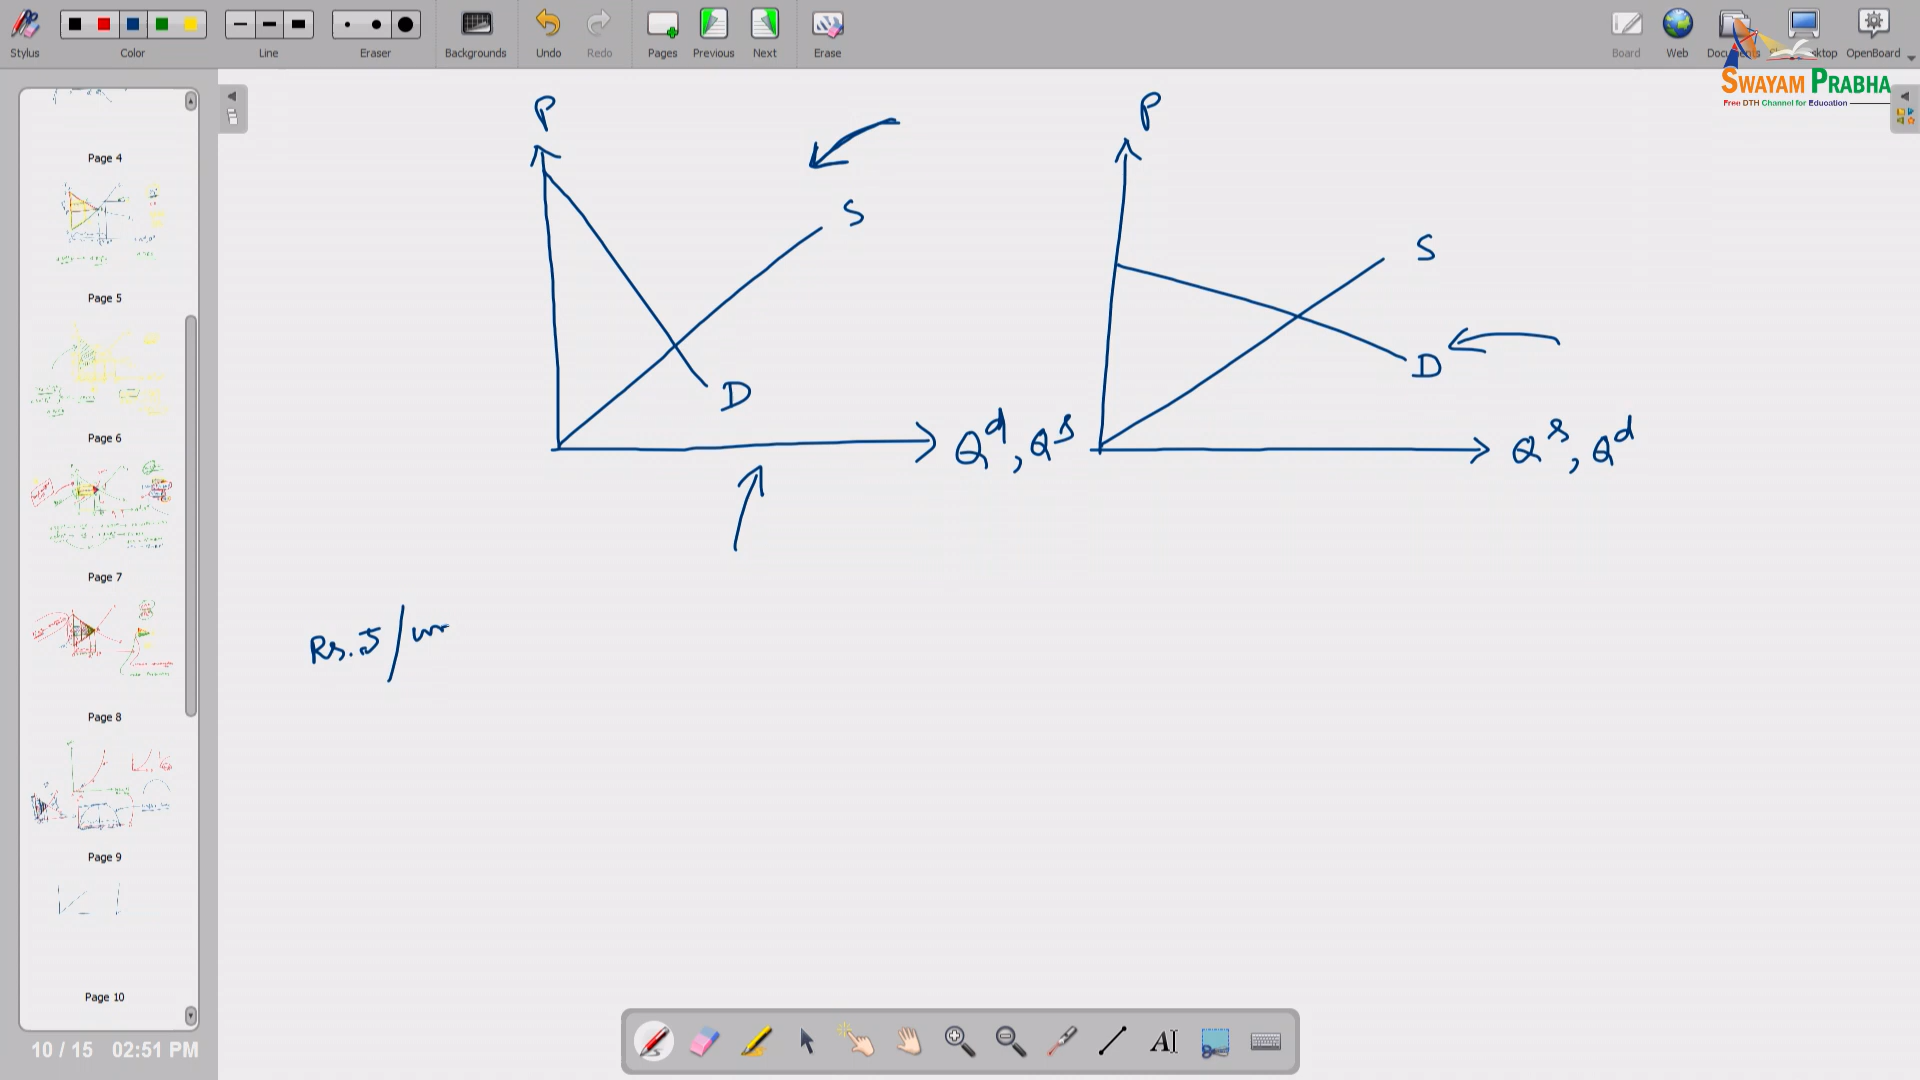 Stylus Color Line Eraser Backgrounds Undo Redo Pages Previous Next Erase Board Web OpenBoard
SWAYAM PRABHA
Free DTH Channel for Education
Page 4
Page 5
Page 6
Page 7
Page 8
Page 9
Page 10
10 / 15 02:51 PM
P
S
D
Q^d, Q^s
P
S
D
Q^s, Q^d
Rs. 5/